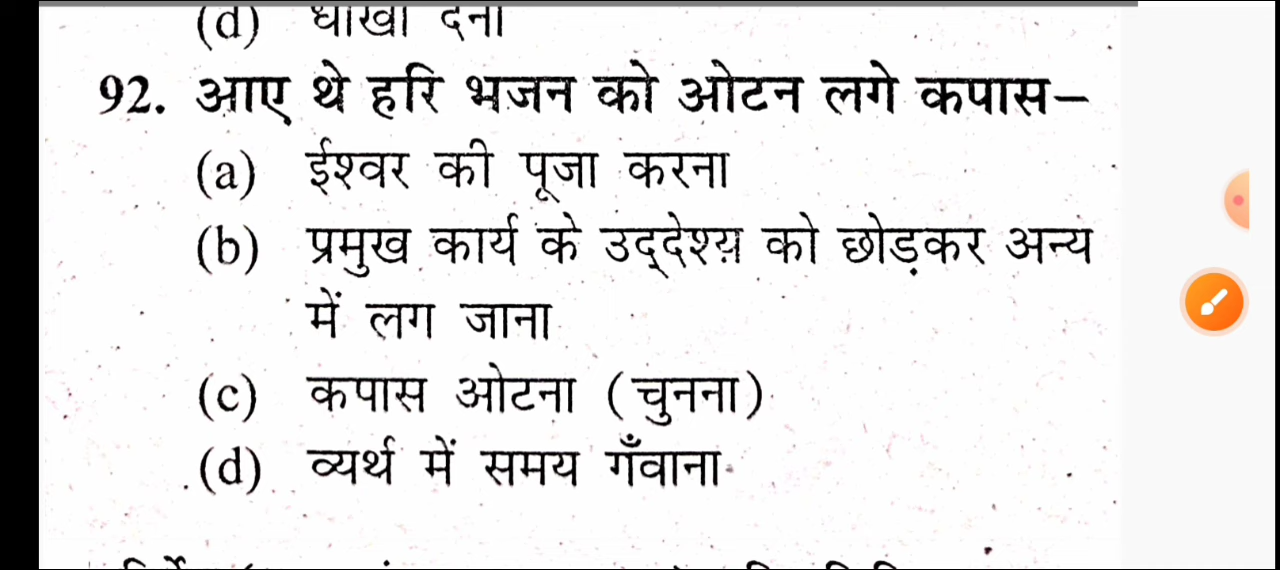 (d) धोखा देना
92. आए थे हरि भजन को ओटन लगे कपास–
(a) ईश्वर की पूजा करना
(b) प्रमुख कार्य के उद्देश्य को छोड़कर अन्य
में लग जाना
(c) कपास ओटना (चुनना)
(d) व्यर्थ में समय गँवाना